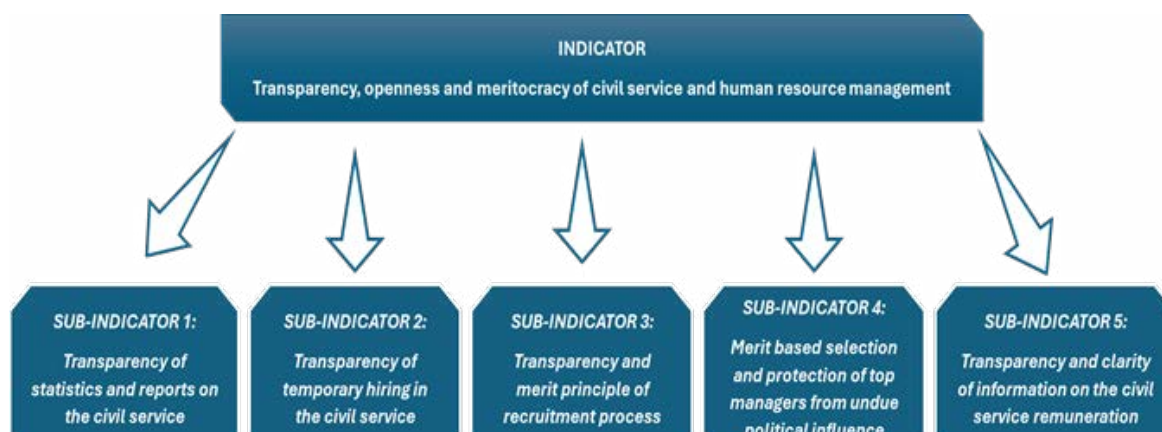 INDICATOR
Transparency, openness and meritocracy of civil service and human resource management
SUB-INDICATOR 1:
Transparency of
statistics and reports on
the civil service
SUB-INDICATOR 2:
Transparency of
temporary hiring in
the civil service
SUB-INDICATOR 3:
Transparency and
merit principle of
recruitment process
SUB-INDICATOR 4:
Merit based selection
and protection of top
managers from undue
political influence
SUB-INDICATOR 5:
Transparency and clarity
of information on the civil
service remuneration